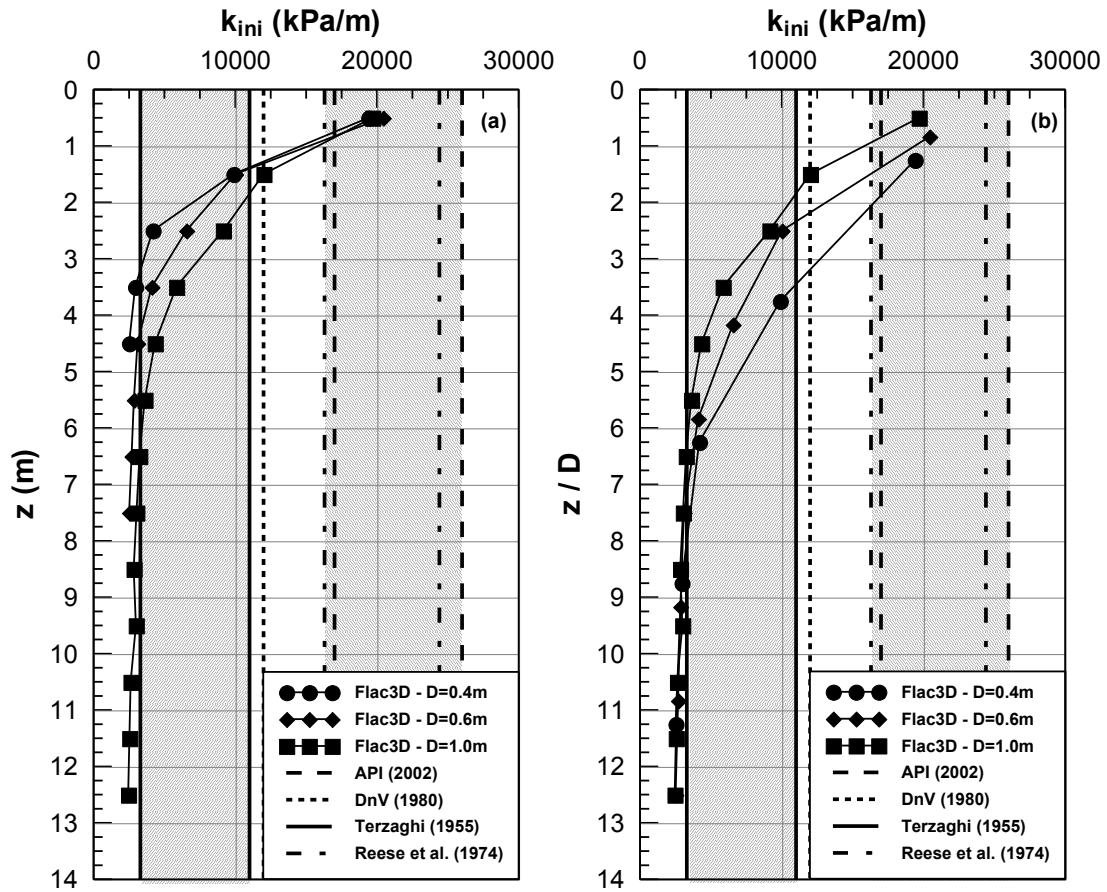 k_ini (kPa/m)
0 10000 20000 30000
(a)
0
1
2
3
4
5
6
7
8
9
10
11
12
13
14
z (m)
Flac3D - D=0.4m
Flac3D - D=0.6m
Flac3D - D=1.0m
API (2002)
DnV (1980)
Terzaghi (1955)
Reese et al. (1974)
k_ini (kPa/m)
0 10000 20000 30000
(b)
0
1
2
3
4
5
6
7
8
9
10
11
12
13
14
z / D
Flac3D - D=0.4m
Flac3D - D=0.6m
Flac3D - D=1.0m
API (2002)
DnV (1980)
Terzaghi (1955)
Reese et al. (1974)